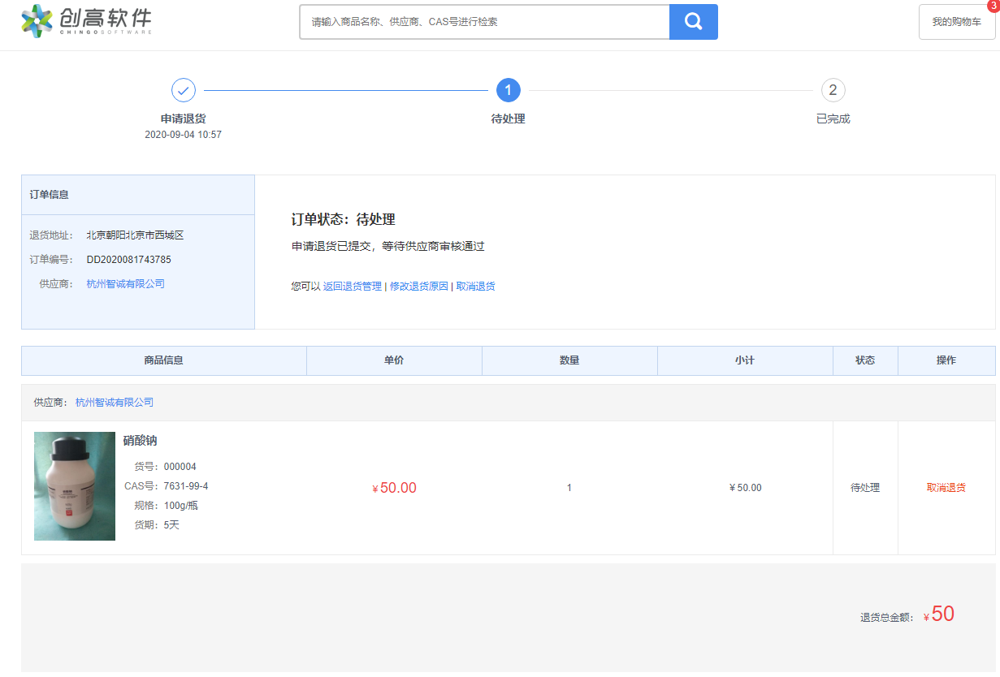 创高软件
CHINGOSOFTWARE
请输入商品名称、供应商、CAS号进行检索
我的购物车
3
1
2
申请退货
待处理
已完成
2020-09-04 10:57
订单信息
退货地址： 北京朝阳北京市西城区
订单编号： DD2020081743785
供应商： 杭州智诚有限公司
订单状态：待处理
申请退货已提交，等待供应商审核通过
您可以 返回退货管理 | 修改退货原因 | 取消退货
商品信息 单价 数量 小计 状态 操作
供应商： 杭州智诚有限公司
硝酸钠
货号： 000004
CAS号： 7631-99-4
规格： 100g/瓶
货期： 5天
￥50.00
1
￥50.00
待处理
取消退货
退货总金额： ￥50